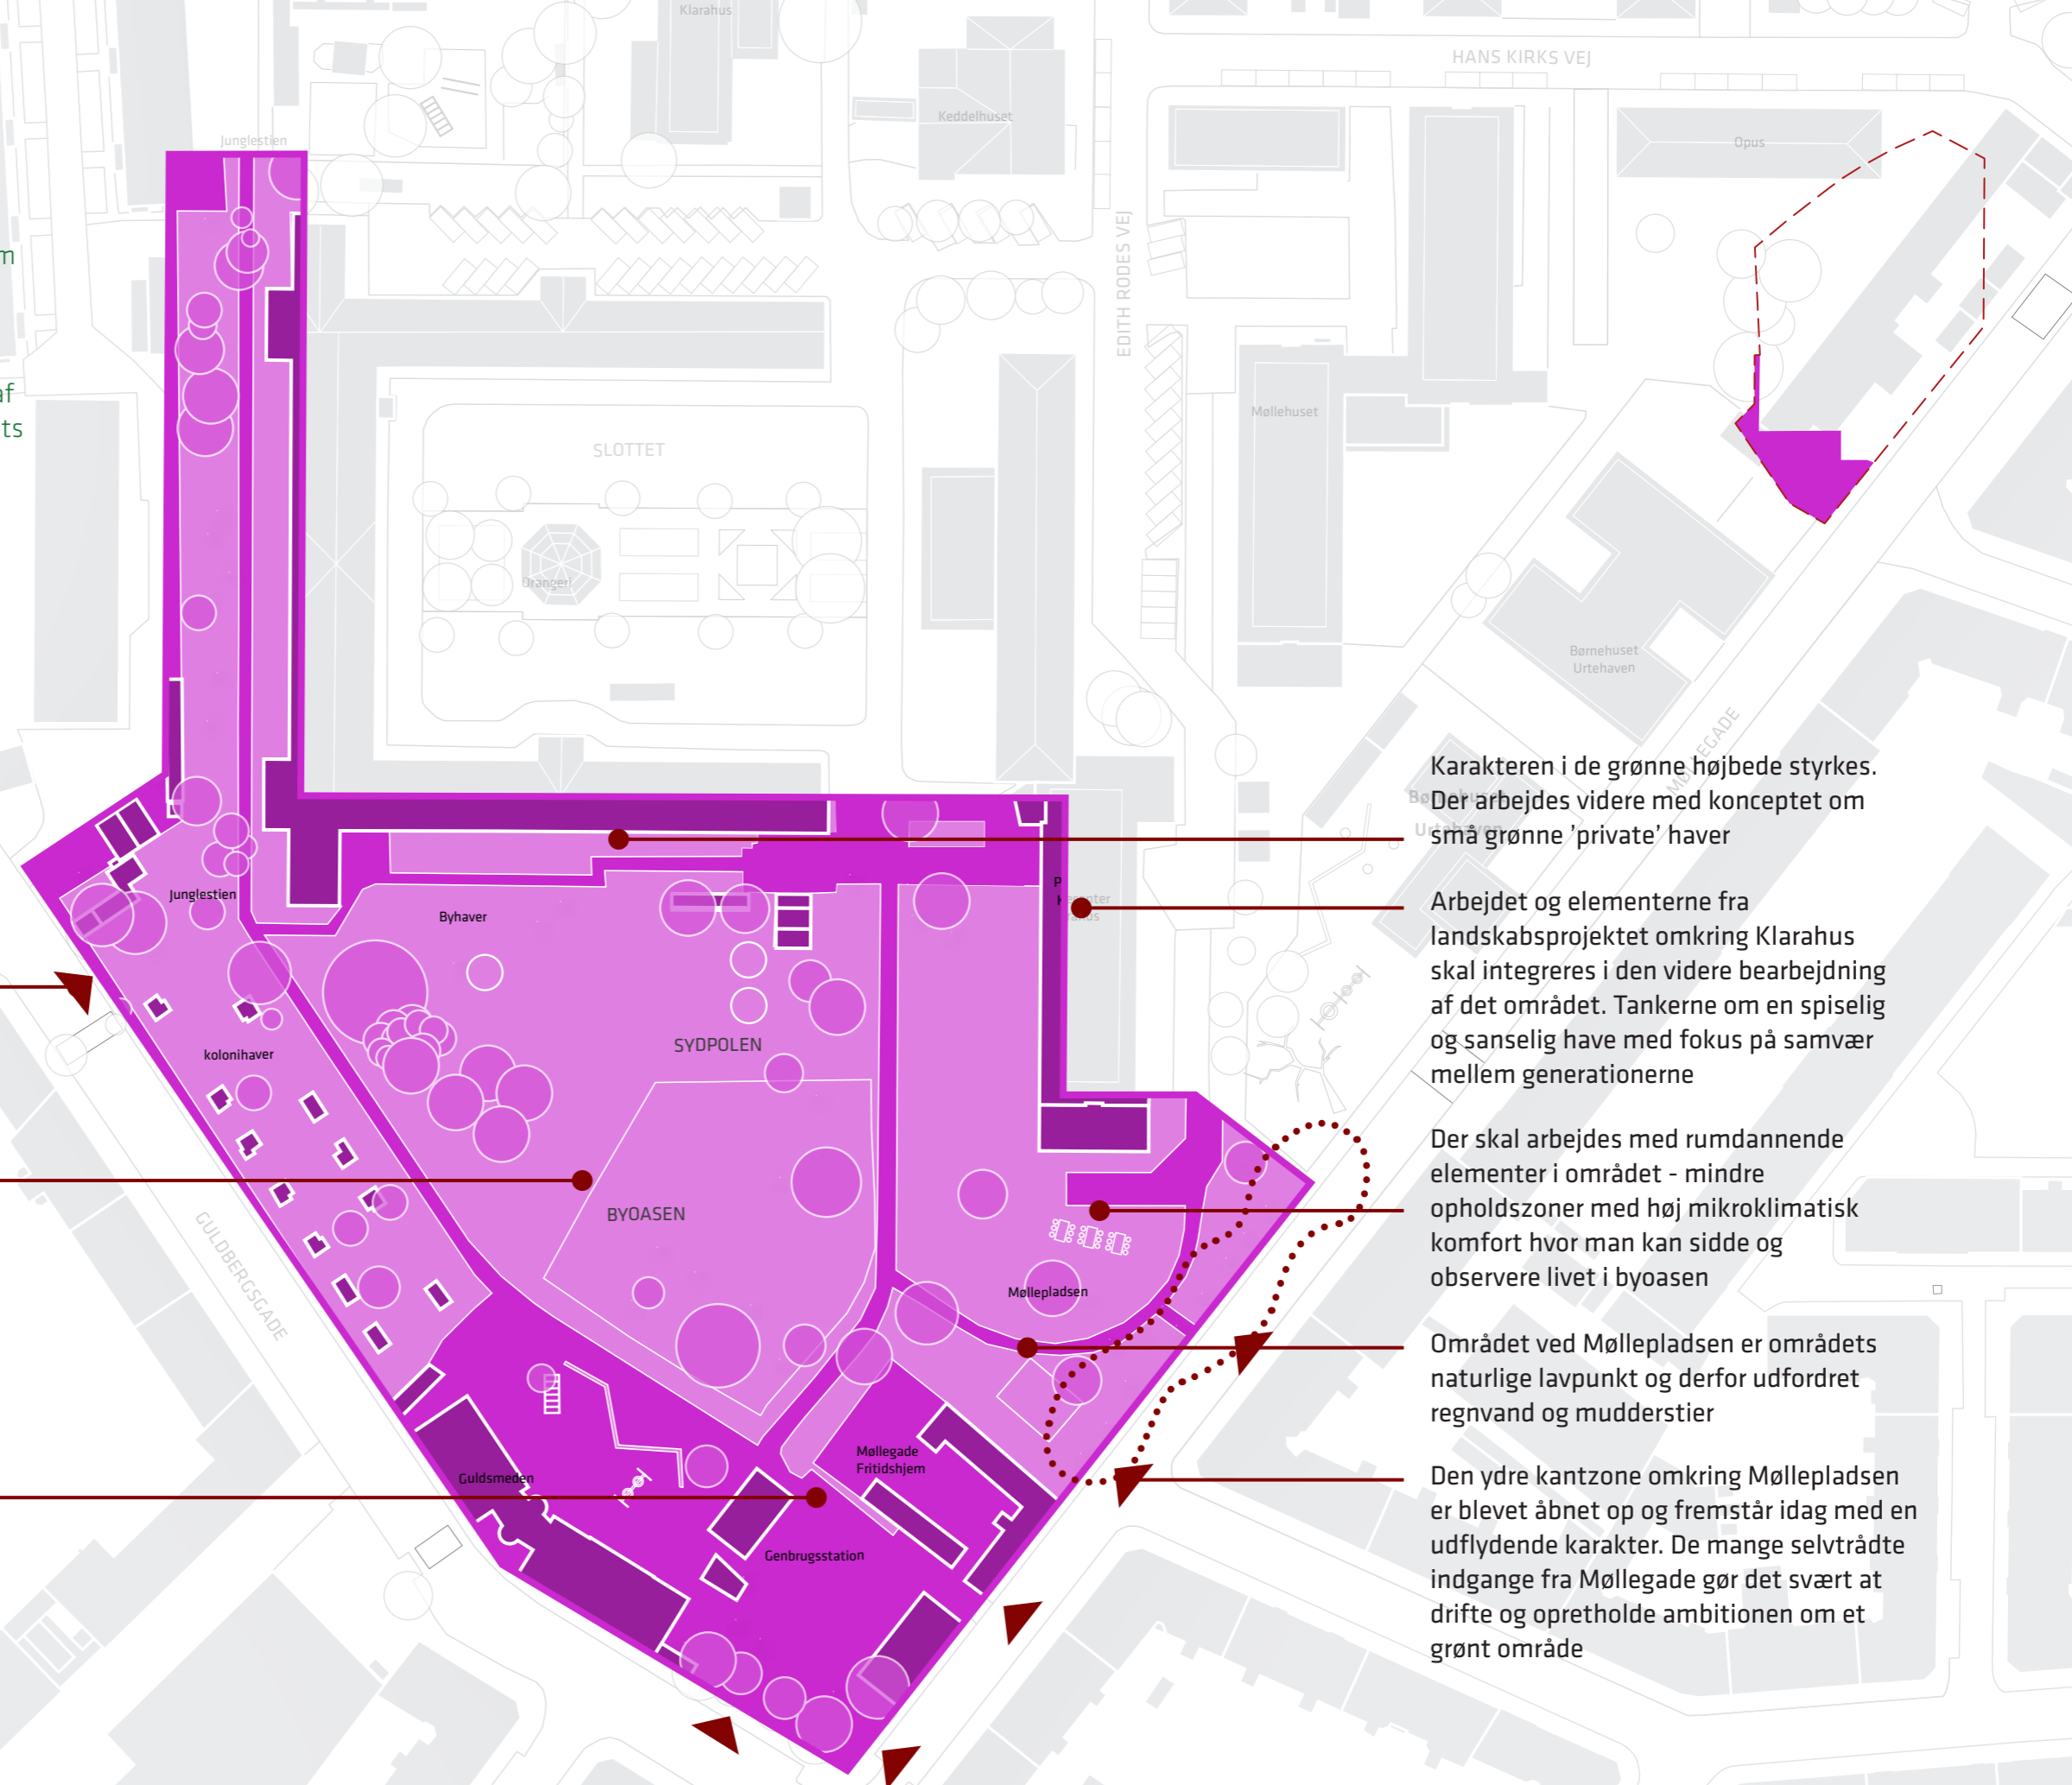 Klarahus
HANS KIRKS VEJ
Keddelhuset
Junglestien
Opus
m
EDITH RODES VEJ
af
ts
Møllehuset
SLOTTET
Orangeri
Børnehuset
Urtehaven
MØLLEGADE
Karakteren i de grønne højbede styrkes.
Der arbejdes videre med konceptet om
små grønne ’private’ haver
Børnehuset
Urtehaven
Junglestien
Byhaver
Arbejdet og elementerne fra
landskabsprojektet omkring Klarahus
skal integreres i den videre bearbejdning
af det området. Tankerne om en spiselig
og sanselig have med fokus på samvær
mellem generationerne
kolonihaver
SYDPOLEN
BYOASEN
GULDBERGSGADE
Der skal arbejdes med rumdannende
elementer i området - mindre
opholdszoner med høj mikroklimatisk
komfort hvor man kan sidde og
observere livet i byoasen
Møllepladsen
Området ved Møllepladsen er områdets
naturlige lavpunkt og derfor udfordret
regnvand og mudderstier
Møllegade
Fritidshjem
Guldsmeden
Genbrugsstation
Den ydre kantzone omkring Møllepladsen
er blevet åbnet op og fremstår idag med en
udflydende karakter. De mange selvtrådte
indgange fra Møllegade gør det svært at
drifte og opretholde ambitionen om et
grønt område